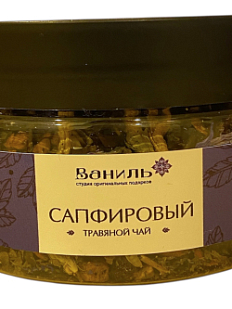 Ваниль
студия оригинальных подарков
САПФИРОВЫЙ
ТРАВЯНОЙ ЧАЙ